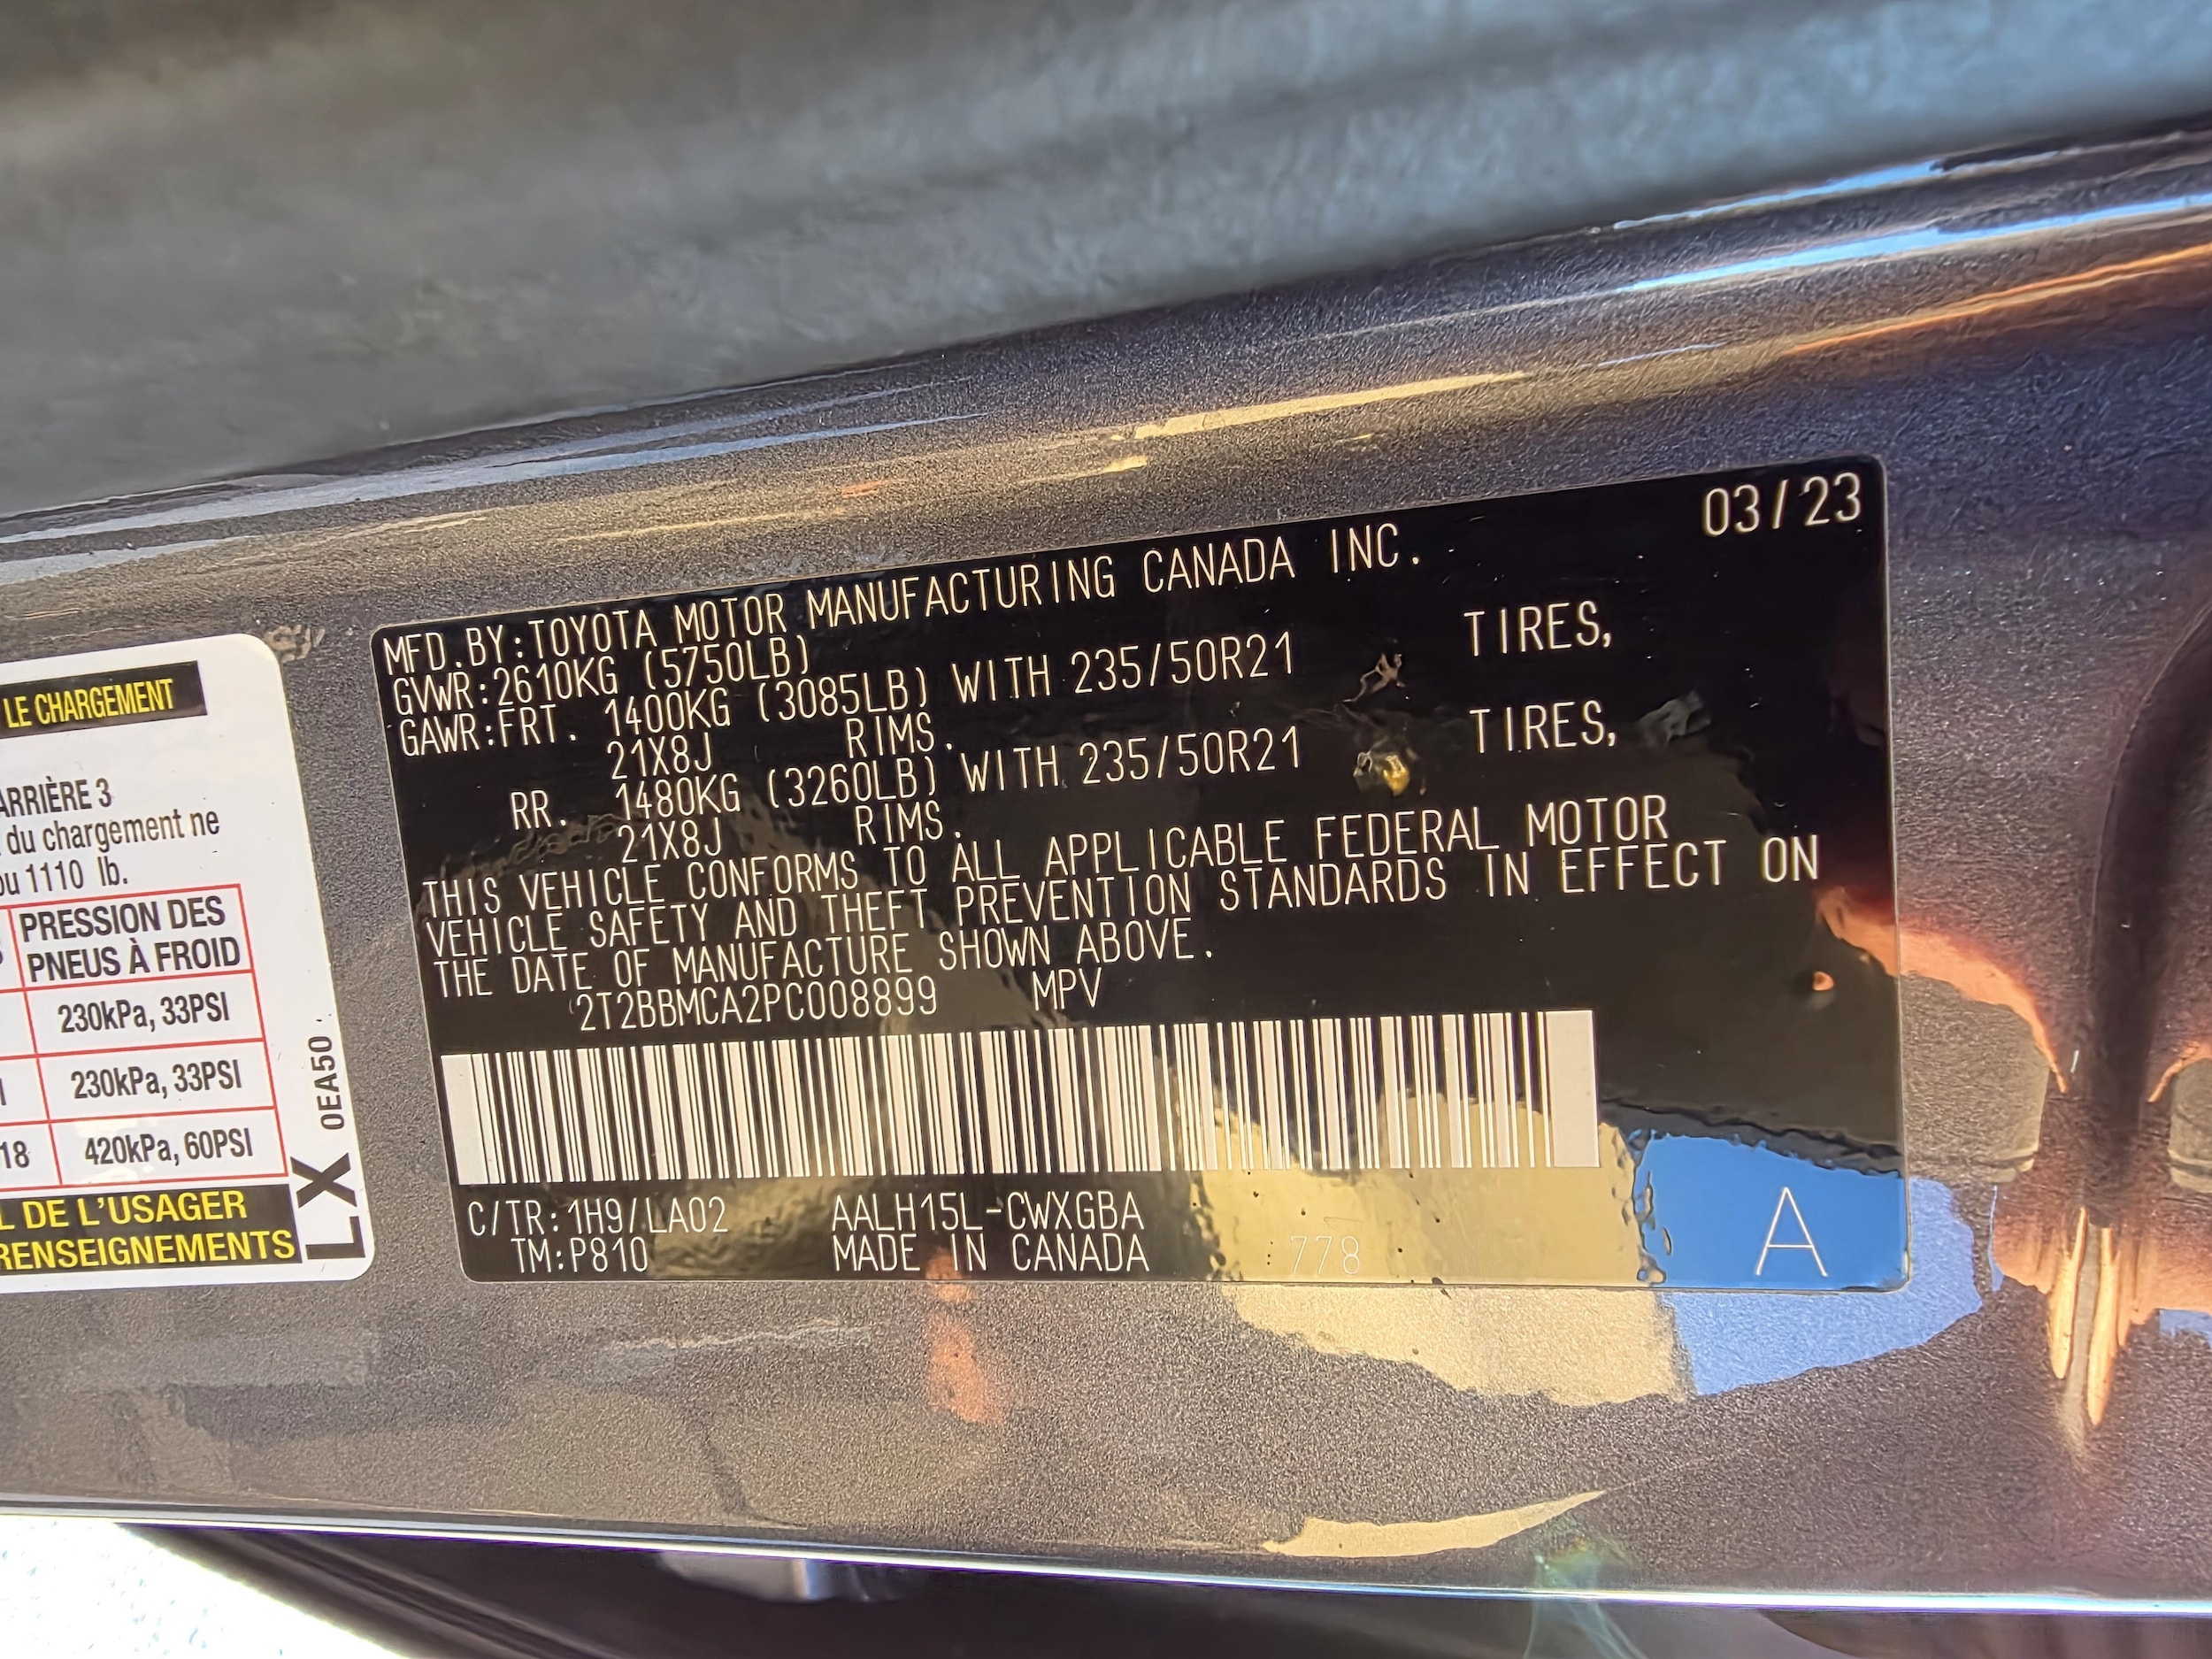 LE CHARGEMENT
ARRIÈRE 3
du chargement ne
ou 1110 lb.
PRESSION DES
PNEUS À FROID
230kPa, 33PSI
230kPa, 33PSI
18 420kPa, 60PSI
L DE L'USAGER
RENSEIGNEMENTS
LX 0EA50
03/23
MFD.BY:TOYOTA MOTOR MANUFACTURING CANADA INC.
GVWR:2610KG (5750LB)
GAWR:FRT. 1400KG (3085LB) WITH 235/50R21 TIRES,
21X8J RIMS.
RR. 1480KG (3260LB) WITH 235/50R21 TIRES,
21X8J RIMS.
THIS VEHICLE CONFORMS TO ALL APPLICABLE FEDERAL MOTOR
VEHICLE SAFETY AND THEFT PREVENTION STANDARDS IN EFFECT ON
THE DATE OF MANUFACTURE SHOWN ABOVE.
2T2BBMCA2PC008899 MPV
C/TR:1H9/LA02 AALH15L-CWXGBA
TM:P810 MADE IN CANADA 778 A